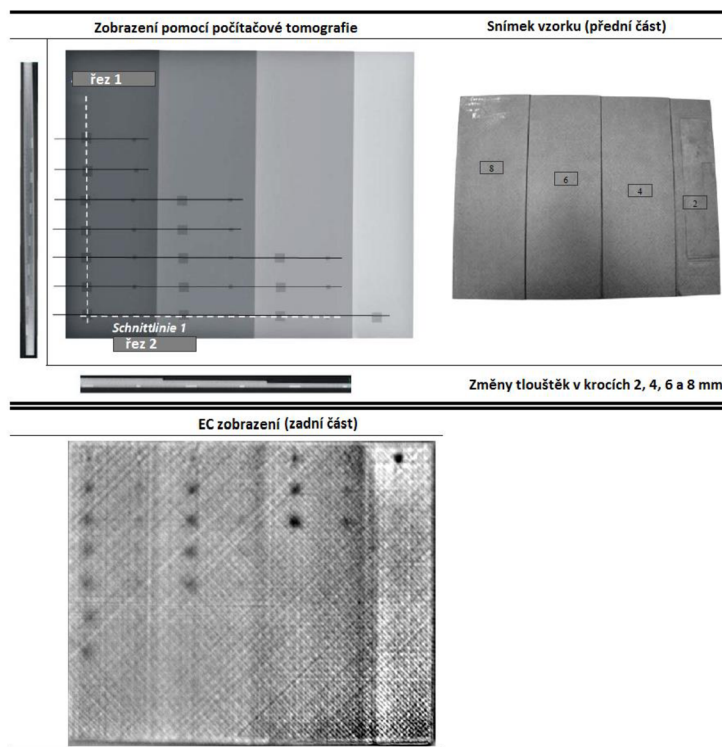 Zobrazení pomocí počítačové tomografie
Snímek vzorku (přední část)
řez 1
8
6
4
2
Schnittlinie 1
řez 2
Změny tlouštěk v krocích 2, 4, 6 a 8 mm
EC zobrazení (zadní část)